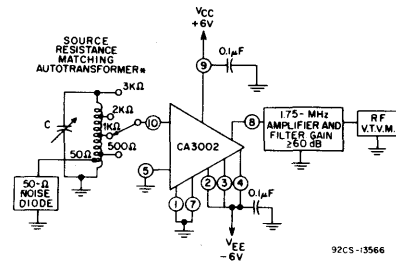 SOURCE
RESISTANCE
MATCHING
AUTOTRANSFORMER*
3KΩ
2KΩ
1KΩ
500Ω
50Ω
C
50-Ω
NOISE
DIODE
VCC
+6V
0.1μF
9
10
5
CA3002
8
1
7
2
3
4
0.1μF
VEE
-6V
1.75-MHz
AMPLIFIER AND
FILTER GAIN
≥60 dB
RF
V.T.V.M.
92CS-13566